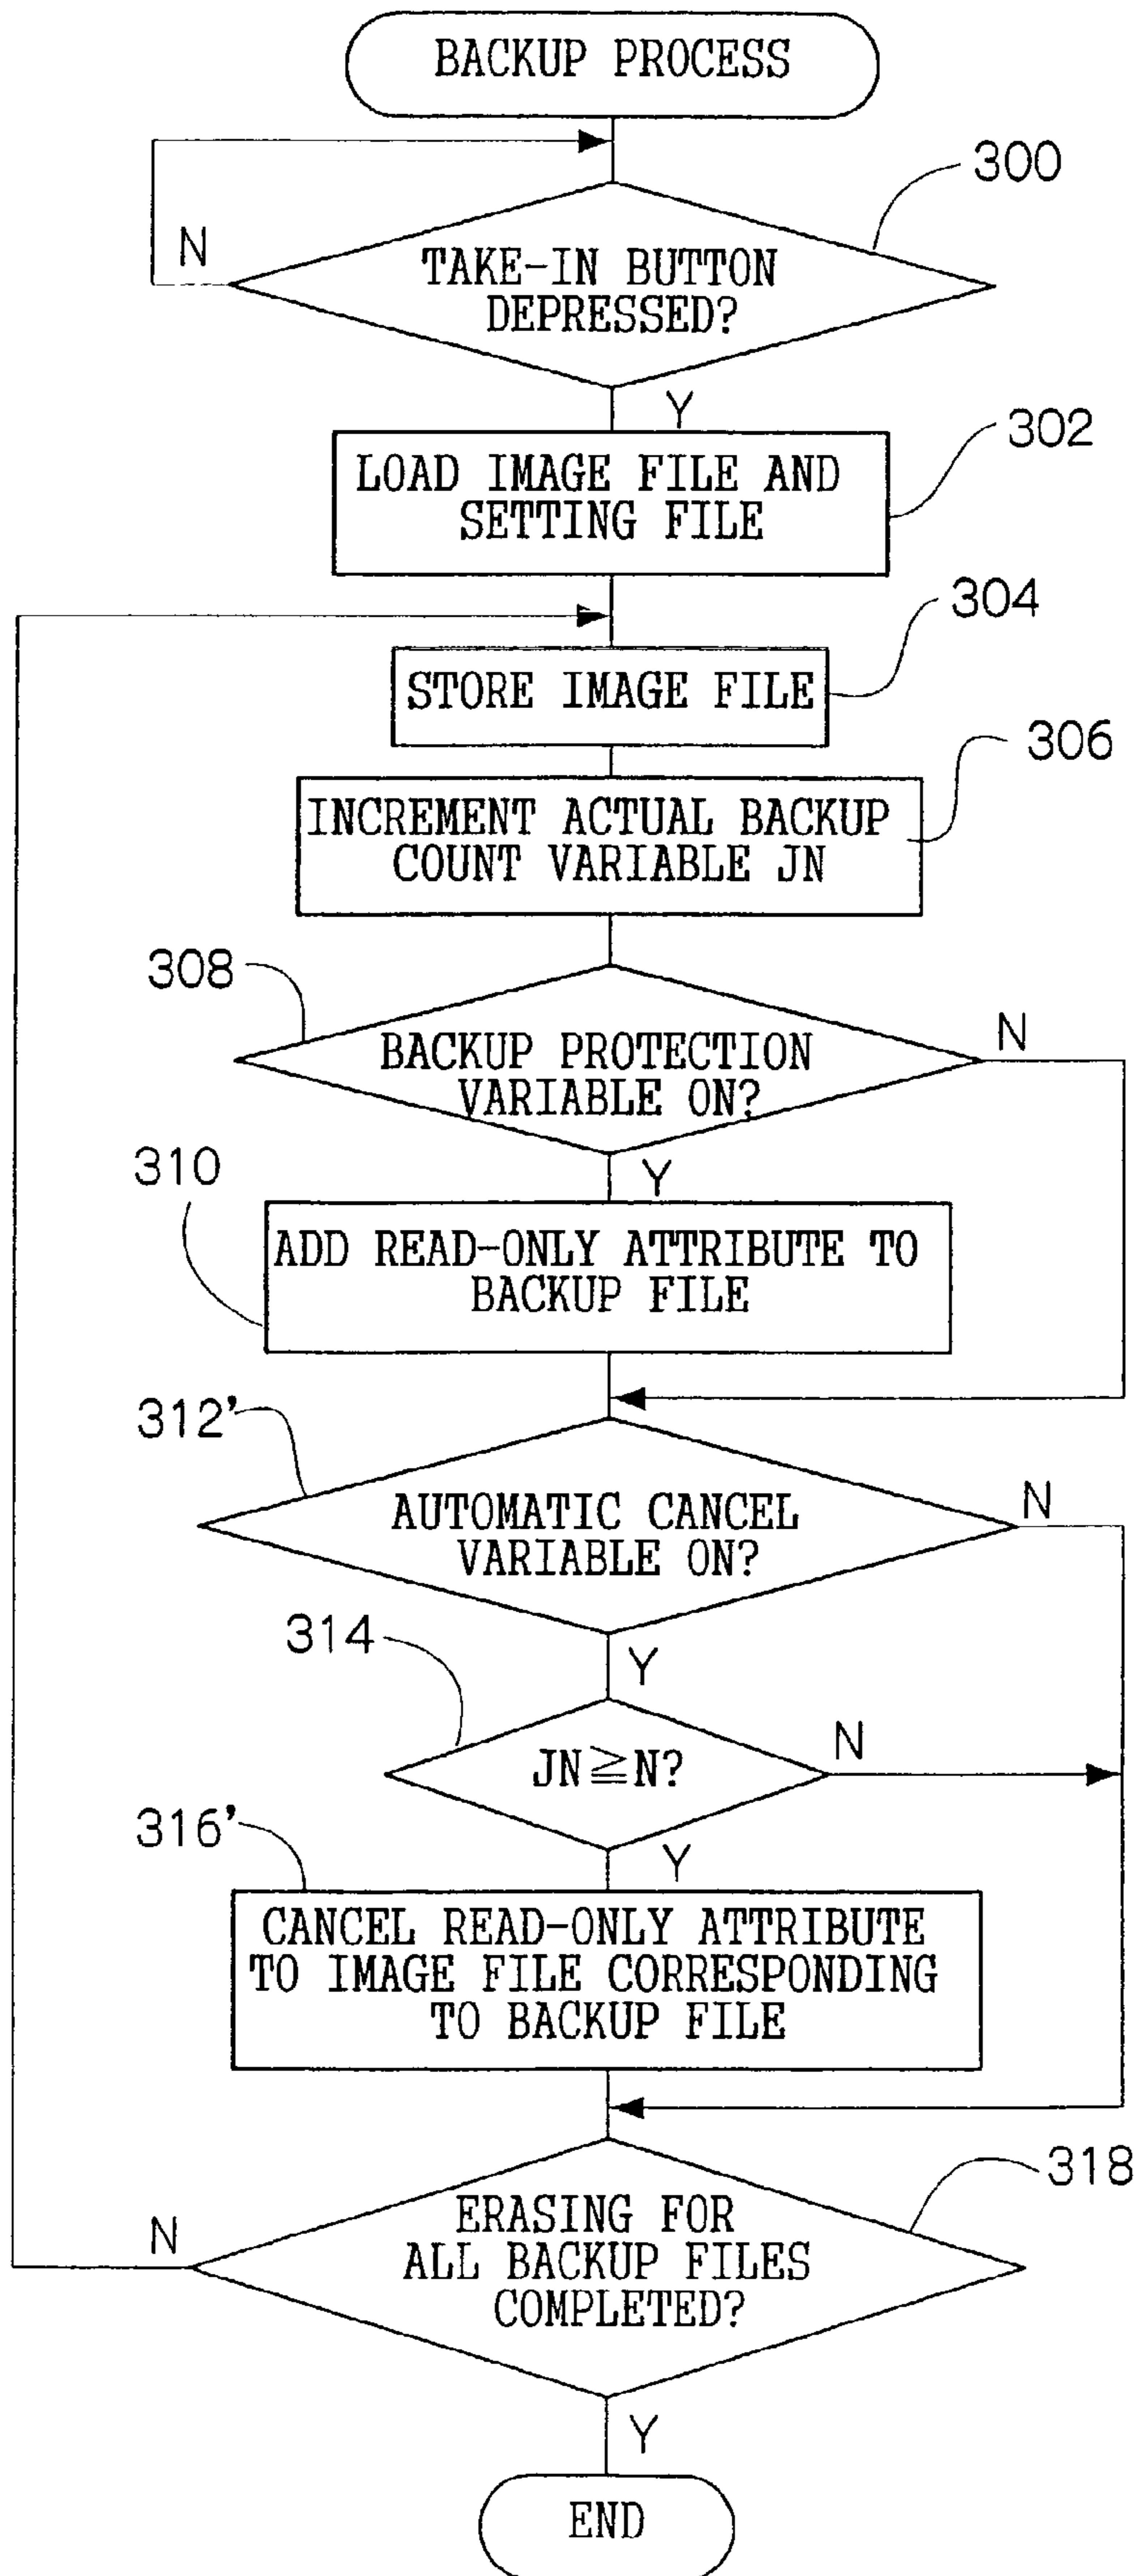 BACKUP PROCESS
300
N
TAKE-IN BUTTON
DEPRESSED?
Y
302
LOAD IMAGE FILE AND
SETTING FILE
304
STORE IMAGE FILE
306
INCREMENT ACTUAL BACKUP
COUNT VARIABLE JN
308
N
BACKUP PROTECTION
VARIABLE ON?
310
Y
ADD READ-ONLY ATTRIBUTE TO
BACKUP FILE
312'
N
AUTOMATIC CANCEL
VARIABLE ON?
314
Y
N
JN≧N?
316'
Y
CANCEL READ-ONLY ATTRIBUTE
TO IMAGE FILE CORRESPONDING
TO BACKUP FILE
318
N
ERASING FOR
ALL BACKUP FILES
COMPLETED?
Y
END